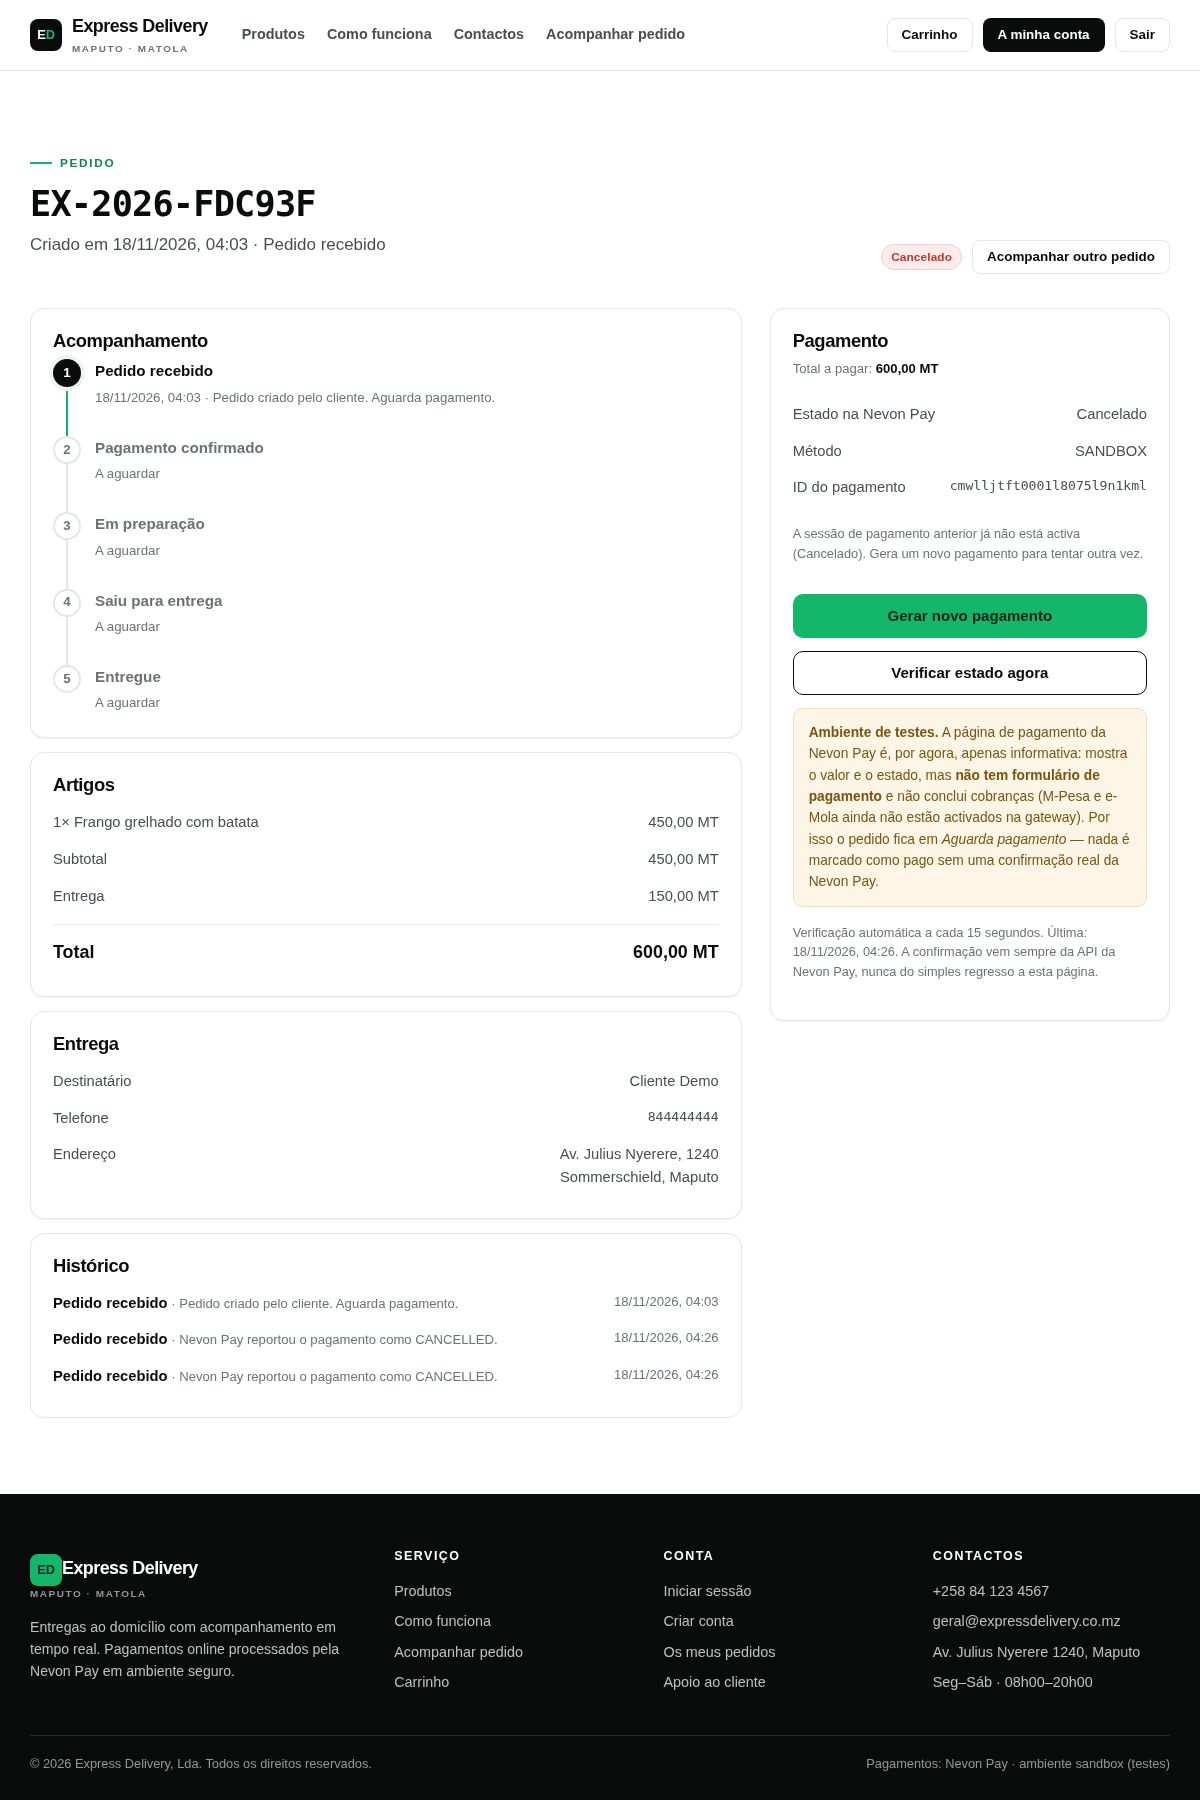 ED Express Delivery
MAPUTO · MATOLA
Produtos Como funciona Contactos Acompanhar pedido
Carrinho A minha conta Sair
PEDIDO
EX-2026-FDC93F
Criado em 18/11/2026, 04:03 · Pedido recebido
Cancelado Acompanhar outro pedido
Acompanhamento
1 Pedido recebido
18/11/2026, 04:03 · Pedido criado pelo cliente. Aguarda pagamento.
2 Pagamento confirmado
A aguardar
3 Em preparação
A aguardar
4 Saiu para entrega
A aguardar
5 Entregue
A aguardar
Artigos
1× Frango grelhado com batata 450,00 MT
Subtotal 450,00 MT
Entrega 150,00 MT
Total 600,00 MT
Entrega
Destinatário Cliente Demo
Telefone 844444444
Endereço Av. Julius Nyerere, 1240
Sommerschield, Maputo
Histórico
Pedido recebido · Pedido criado pelo cliente. Aguarda pagamento. 18/11/2026, 04:03
Pedido recebido · Nevon Pay reportou o pagamento como CANCELLED. 18/11/2026, 04:26
Pedido recebido · Nevon Pay reportou o pagamento como CANCELLED. 18/11/2026, 04:26
Pagamento
Total a pagar: 600,00 MT
Estado na Nevon Pay Cancelado
Método SANDBOX
ID do pagamento cmwlljtft0001l8075l9n1kml
A sessão de pagamento anterior já não está activa
(Cancelado). Gera um novo pagamento para tentar outra vez.
Gerar novo pagamento
Verificar estado agora
Ambiente de testes. A página de pagamento da
Nevon Pay é, por agora, apenas informativa: mostra
o valor e o estado, mas não tem formulário de
pagamento e não conclui cobranças (M-Pesa e e-
Mola ainda não estão activados na gateway). Por
isso o pedido fica em Aguarda pagamento — nada é
marcado como pago sem uma confirmação real da
Nevon Pay.
Verificação automática a cada 15 segundos. Última:
18/11/2026, 04:26. A confirmação vem sempre da API da
Nevon Pay, nunca do simples regresso a esta página.
ED Express Delivery
MAPUTO · MATOLA
Entregas ao domicílio com acompanhamento em
tempo real. Pagamentos online processados pela
Nevon Pay em ambiente seguro.
SERVIÇO
Produtos
Como funciona
Acompanhar pedido
Carrinho
CONTA
Iniciar sessão
Criar conta
Os meus pedidos
Apoio ao cliente
CONTACTOS
+258 84 123 4567
geral@expressdelivery.co.mz
Av. Julius Nyerere 1240, Maputo
Seg–Sáb · 08h00–20h00
© 2026 Express Delivery, Lda. Todos os direitos reservados.
Pagamentos: Nevon Pay · ambiente sandbox (testes)